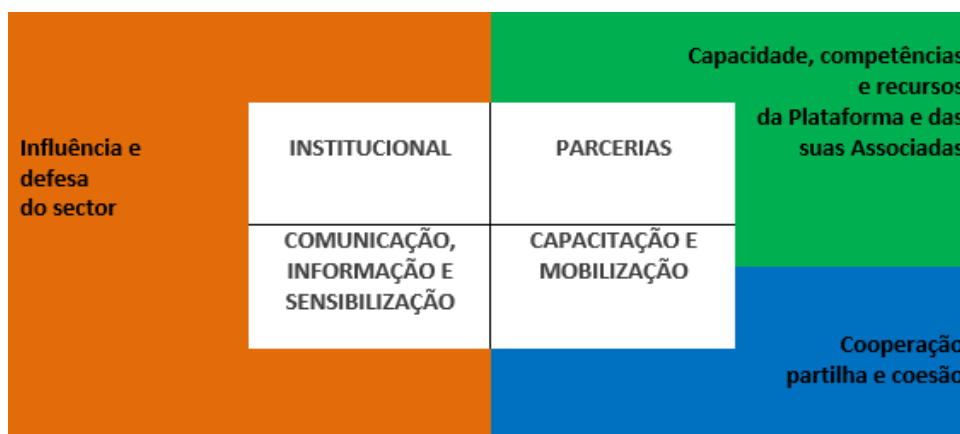 Capacidade, competências
e recursos
da Plataforma e das
suas Associadas
Influência e
defesa
do sector
INSTITUCIONAL
PARCERIAS
COMUNICAÇÃO,
INFORMAÇÃO E
SENSIBILIZAÇÃO
CAPACITAÇÃO E
MOBILIZAÇÃO
Cooperação
partilha e coesão